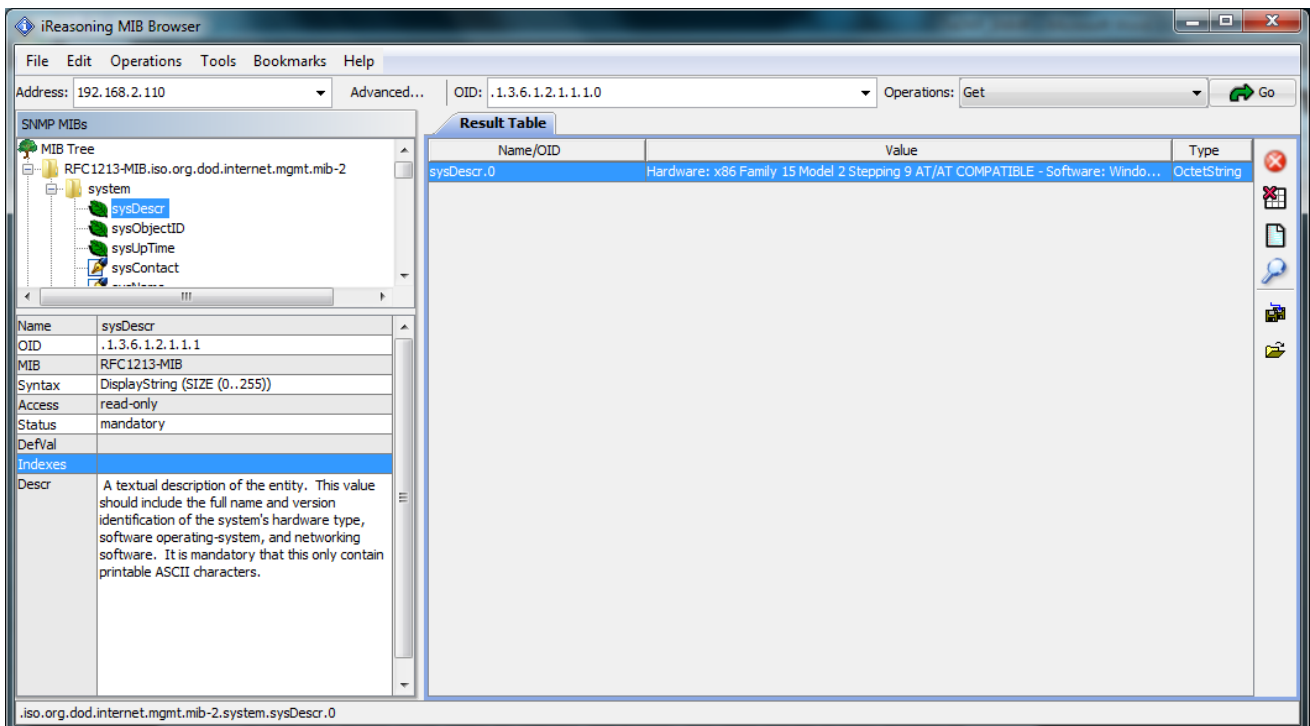 iReasoning MIB Browser
File Edit Operations Tools Bookmarks Help
Address: 192.168.2.110 Advanced... OID: .1.3.6.1.2.1.1.1.0 Operations: Get Go
SNMP MIBs
MIB Tree
RFC1213-MIB.iso.org.dod.internet.mgmt.mib-2
system
sysDescr
sysObjectID
sysUpTime
sysContact
Name sysDescr
OID .1.3.6.1.2.1.1.1
MIB RFC1213-MIB
Syntax DisplayString (SIZE (0..255))
Access read-only
Status mandatory
DefVal
Indexes
Descr A textual description of the entity. This value
should include the full name and version
identification of the system's hardware type,
software operating-system, and networking
software. It is mandatory that this only contain
printable ASCII characters.
Result Table
Name/OID Value Type
sysDescr.0 Hardware: x86 Family 15 Model 2 Stepping 9 AT/AT COMPATIBLE - Software: Windo... OctetString
.iso.org.dod.internet.mgmt.mib-2.system.sysDescr.0